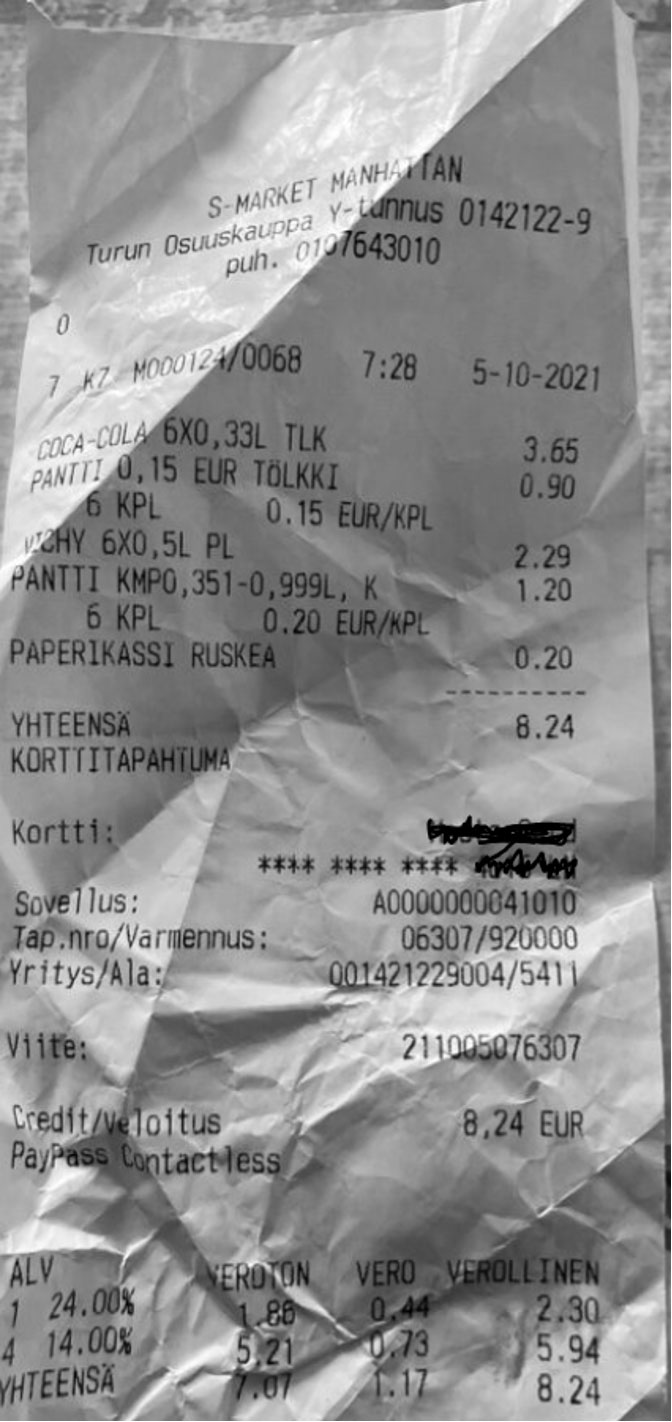 S-MARKET MANHATTAN
Turun Osuuskauppa Y-tunnus 0142122-9
puh. 0107643010
0
7 K7 M000124/0068 7:28 5-10-2021
COCA-COLA 6X0,33L TLK 3.65
PANTTI 0,15 EUR TÖLKKI 0.90
6 KPL 0.15 EUR/KPL
VICHY 6X0,5L PL 2.29
PANTTI KMP0,351-0,999L, K 1.20
6 KPL 0.20 EUR/KPL
PAPERIKASSI RUSKEA 0.20
------------
YHTEENSÄ 8.24
KORTTITAPAHTUMA
Kortti:
**** **** ****
Sovellus: A0000000041010
Tap.nro/Varmennus: 06307/920000
Yritys/Ala: 001421229004/5411
Viite: 211005076307
Credit/Veloitus 8,24 EUR
PayPass Contactless
ALV VEROTON VERO VEROLLINEN
1 24.00% 1.86 0.44 2.30
4 14.00% 5.21 0.73 5.94
YHTEENSÄ 7.07 1.17 8.24